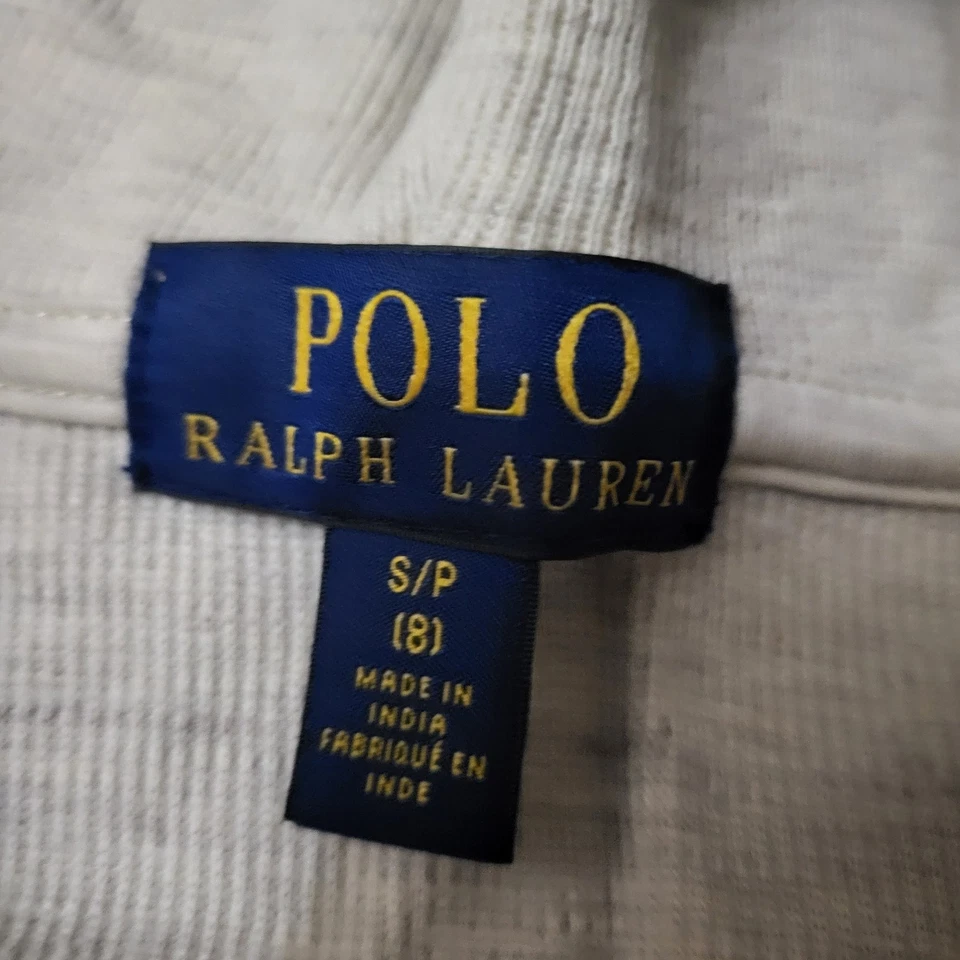 POLO
RALPH LAUREN
S/P
(8)
MADE IN
INDIA
FABRIQUÉ EN
INDE